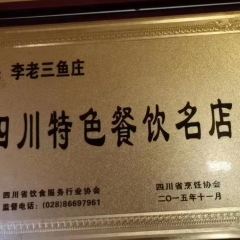 李老三鱼庄
四川特色餐饮名店
四川省饮食服务行业协会
监督电话：(028)86697961
四川省烹饪协会
二〇一五年十一月